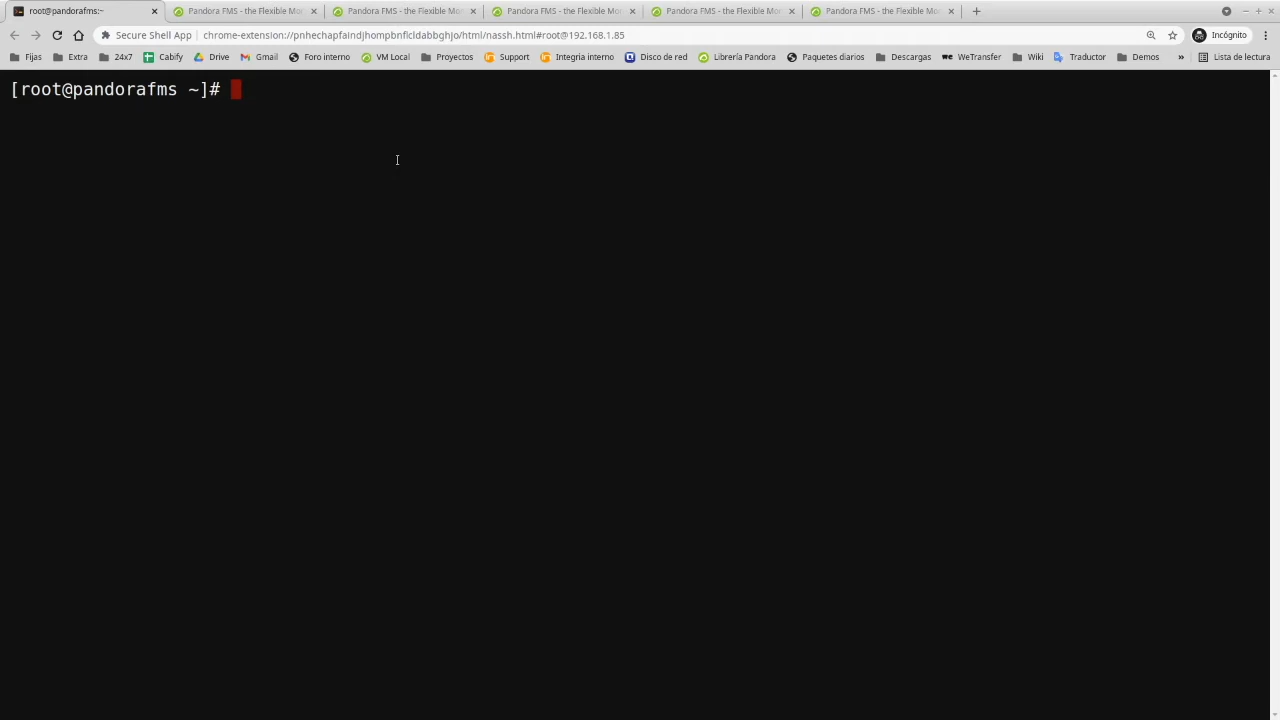 root@pandorafms:~ Pandora FMS - the Flexible Mo Pandora FMS - the Flexible Mo Pandora FMS - the Flexible Mo Pandora FMS - the Flexible Mo Pandora FMS - the Flexible Mo
Secure Shell App chrome-extension://pnhechapfaindjhompbnflcldabbghjo/html/nassh.html#root@192.168.1.85 Incógnito
Fijas Extra 24x7 Cabify Drive Gmail Foro interno VM Local Proyectos Support Integria interno Disco de red Librería Pandora Paquetes diarios Descargas WeTransfer Wiki Traductor Demos » Lista de lectura
[root@pandorafms ~]#